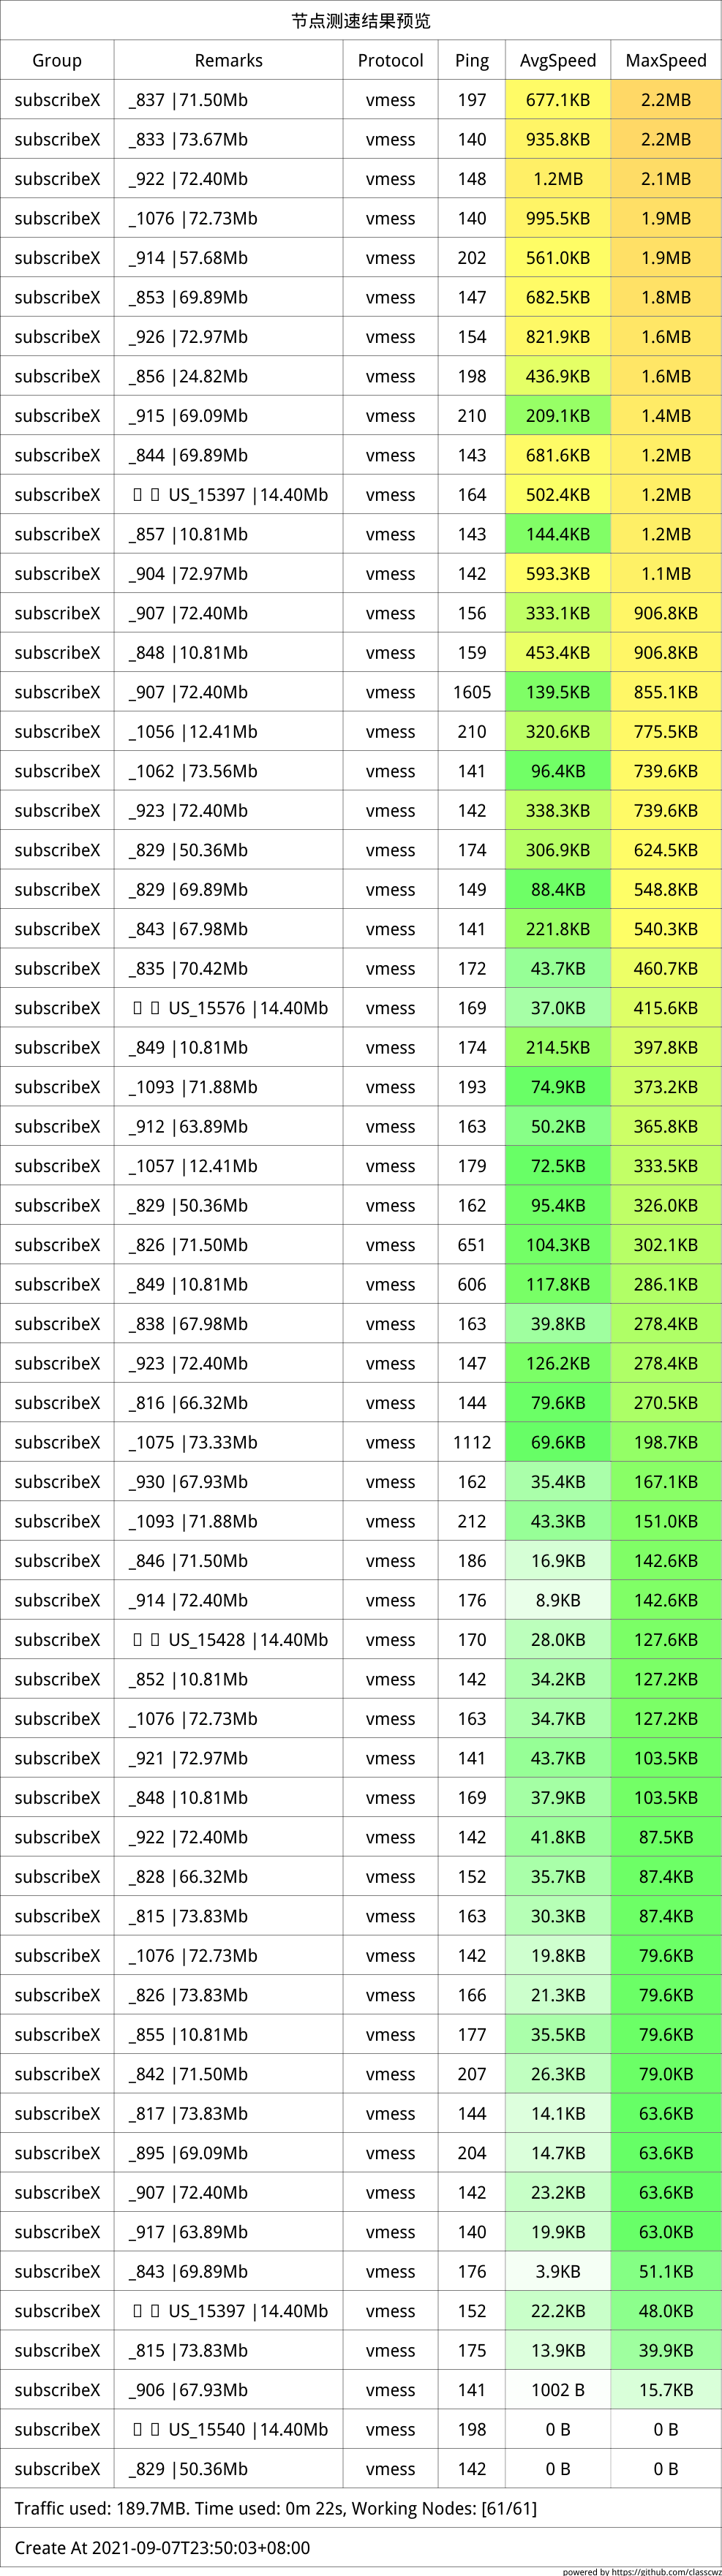 节点测速结果预览
Group Remarks Protocol Ping AvgSpeed MaxSpeed
subscribeX _837 |71.50Mb vmess 197 677.1KB 2.2MB
subscribeX _833 |73.67Mb vmess 140 935.8KB 2.2MB
subscribeX _922 |72.40Mb vmess 148 1.2MB 2.1MB
subscribeX _1076 |72.73Mb vmess 140 995.5KB 1.9MB
subscribeX _914 |57.68Mb vmess 202 561.0KB 1.9MB
subscribeX _853 |69.89Mb vmess 147 682.5KB 1.8MB
subscribeX _926 |72.97Mb vmess 154 821.9KB 1.6MB
subscribeX _856 |24.82Mb vmess 198 436.9KB 1.6MB
subscribeX _915 |69.09Mb vmess 210 209.1KB 1.4MB
subscribeX _844 |69.89Mb vmess 143 681.6KB 1.2MB
subscribeX US_15397 |14.40Mb vmess 164 502.4KB 1.2MB
subscribeX _857 |10.81Mb vmess 143 144.4KB 1.2MB
subscribeX _904 |72.97Mb vmess 142 593.3KB 1.1MB
subscribeX _907 |72.40Mb vmess 156 333.1KB 906.8KB
subscribeX _848 |10.81Mb vmess 159 453.4KB 906.8KB
subscribeX _907 |72.40Mb vmess 1605 139.5KB 855.1KB
subscribeX _1056 |12.41Mb vmess 210 320.6KB 775.5KB
subscribeX _1062 |73.56Mb vmess 141 96.4KB 739.6KB
subscribeX _923 |72.40Mb vmess 142 338.3KB 739.6KB
subscribeX _829 |50.36Mb vmess 174 306.9KB 624.5KB
subscribeX _829 |69.89Mb vmess 149 88.4KB 548.8KB
subscribeX _843 |67.98Mb vmess 141 221.8KB 540.3KB
subscribeX _835 |70.42Mb vmess 172 43.7KB 460.7KB
subscribeX US_15576 |14.40Mb vmess 169 37.0KB 415.6KB
subscribeX _849 |10.81Mb vmess 174 214.5KB 397.8KB
subscribeX _1093 |71.88Mb vmess 193 74.9KB 373.2KB
subscribeX _912 |63.89Mb vmess 163 50.2KB 365.8KB
subscribeX _1057 |12.41Mb vmess 179 72.5KB 333.5KB
subscribeX _829 |50.36Mb vmess 162 95.4KB 326.0KB
subscribeX _826 |71.50Mb vmess 651 104.3KB 302.1KB
subscribeX _849 |10.81Mb vmess 606 117.8KB 286.1KB
subscribeX _838 |67.98Mb vmess 163 39.8KB 278.4KB
subscribeX _923 |72.40Mb vmess 147 126.2KB 278.4KB
subscribeX _816 |66.32Mb vmess 144 79.6KB 270.5KB
subscribeX _1075 |73.33Mb vmess 1112 69.6KB 198.7KB
subscribeX _930 |67.93Mb vmess 162 35.4KB 167.1KB
subscribeX _1093 |71.88Mb vmess 212 43.3KB 151.0KB
subscribeX _846 |71.50Mb vmess 186 16.9KB 142.6KB
subscribeX _914 |72.40Mb vmess 176 8.9KB 142.6KB
subscribeX US_15428 |14.40Mb vmess 170 28.0KB 127.6KB
subscribeX _852 |10.81Mb vmess 142 34.2KB 127.2KB
subscribeX _1076 |72.73Mb vmess 163 34.7KB 127.2KB
subscribeX _921 |72.97Mb vmess 141 43.7KB 103.5KB
subscribeX _848 |10.81Mb vmess 169 37.9KB 103.5KB
subscribeX _922 |72.40Mb vmess 142 41.8KB 87.5KB
subscribeX _828 |66.32Mb vmess 152 35.7KB 87.4KB
subscribeX _815 |73.83Mb vmess 163 30.3KB 87.4KB
subscribeX _1076 |72.73Mb vmess 142 19.8KB 79.6KB
subscribeX _826 |73.83Mb vmess 166 21.3KB 79.6KB
subscribeX _855 |10.81Mb vmess 177 35.5KB 79.6KB
subscribeX _842 |71.50Mb vmess 207 26.3KB 79.0KB
subscribeX _817 |73.83Mb vmess 144 14.1KB 63.6KB
subscribeX _895 |69.09Mb vmess 204 14.7KB 63.6KB
subscribeX _907 |72.40Mb vmess 142 23.2KB 63.6KB
subscribeX _917 |63.89Mb vmess 140 19.9KB 63.0KB
subscribeX _843 |69.89Mb vmess 176 3.9KB 51.1KB
subscribeX US_15397 |14.40Mb vmess 152 22.2KB 48.0KB
subscribeX _815 |73.83Mb vmess 175 13.9KB 39.9KB
subscribeX _906 |67.93Mb vmess 141 1002 B 15.7KB
subscribeX US_15540 |14.40Mb vmess 198 0 B 0 B
subscribeX _829 |50.36Mb vmess 142 0 B 0 B
Traffic used: 189.7MB. Time used: 0m 22s, Working Nodes: [61/61]
Create At 2021-09-07T23:50:03+08:00
powered by https://github.com/classcwz